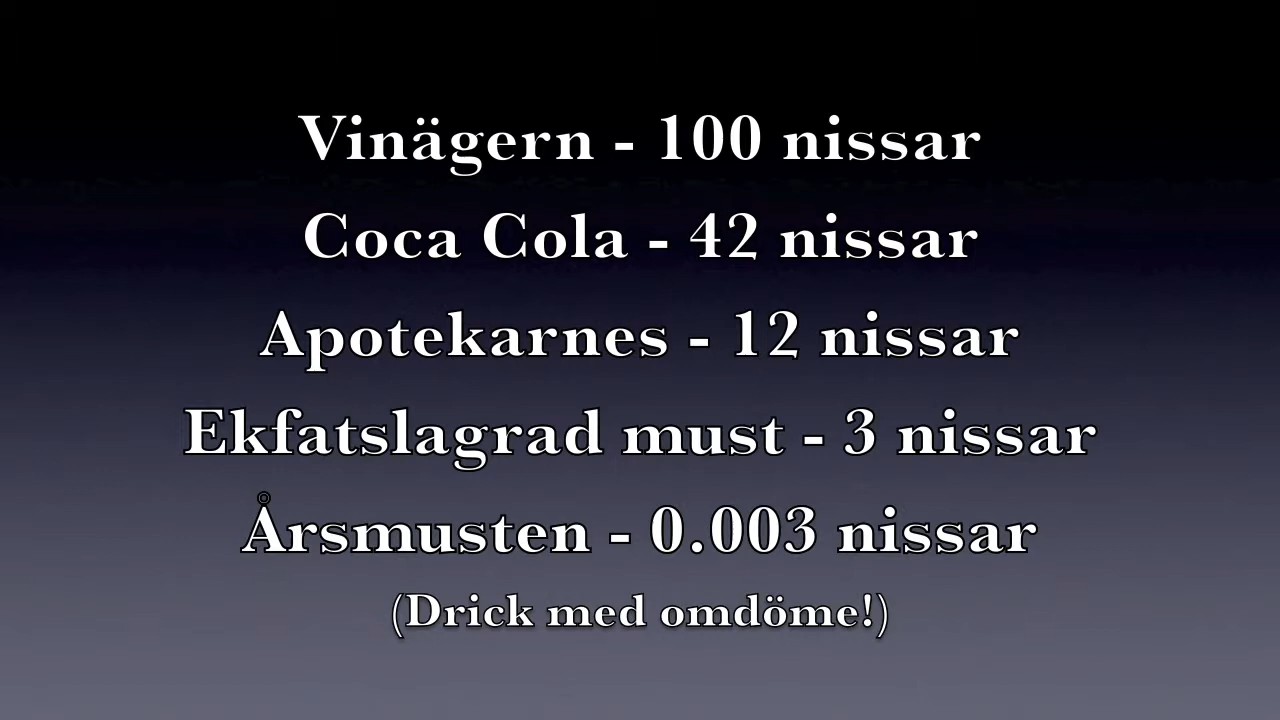 Vinägern - 100 nissar
Coca Cola - 42 nissar
Apotekarnes - 12 nissar
Ekfatslagrad must - 3 nissar
Årsmusten - 0.003 nissar
(Drick med omdöme!)